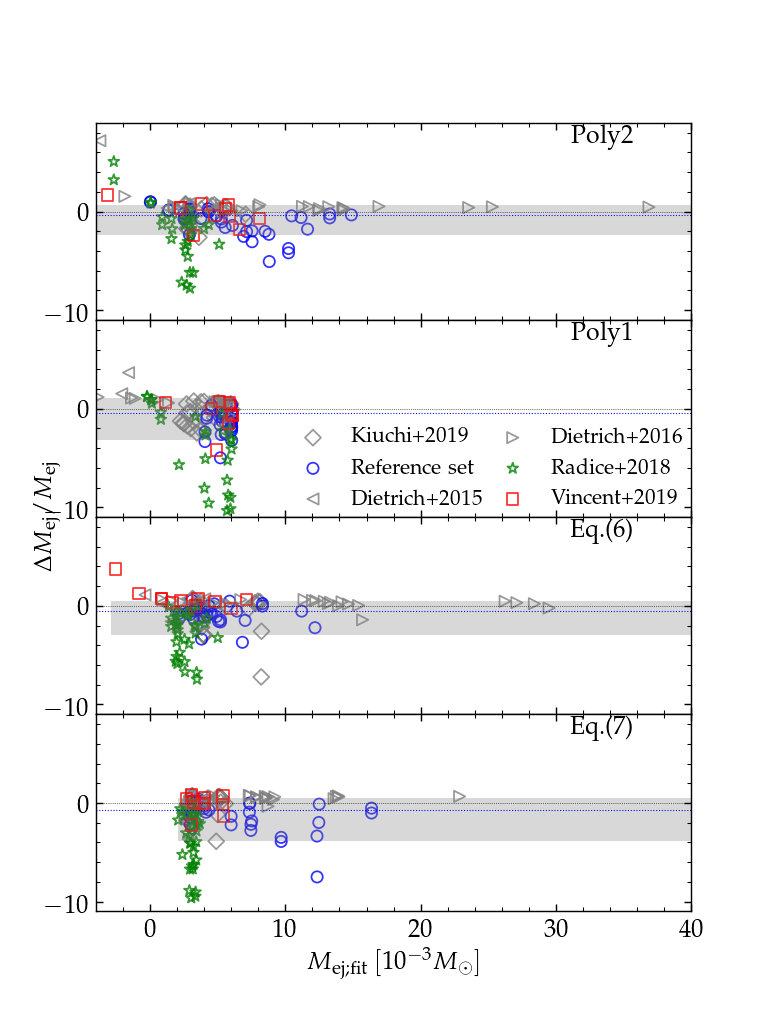 Poly2
0
−10
Poly1
0
Kiuchi+2019 Dietrich+2016
Reference set Radice+2018
Dietrich+2015 Vincent+2019
−10
ΔM_ej/M_ej
Eq.(6)
0
−10
Eq.(7)
0
−10
0 10 20 30 40
M_ej;fit [10^−3 M_⊙]